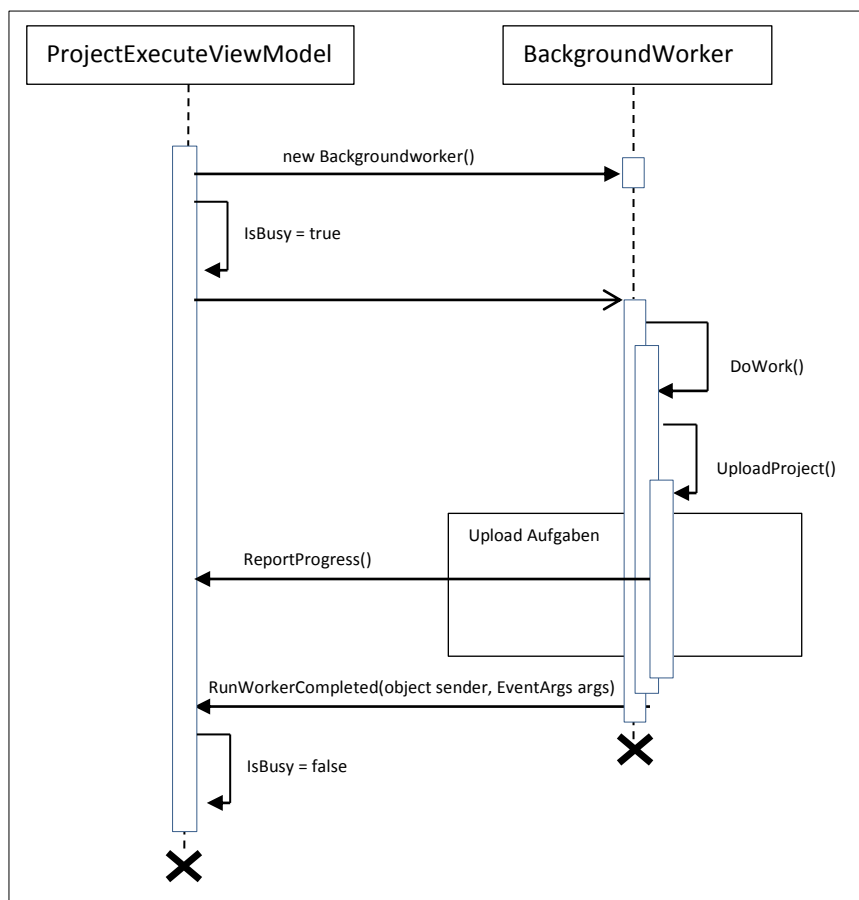 ProjectExecuteViewModel
BackgroundWorker
new Backgroundworker()
IsBusy = true
DoWork()
UploadProject()
Upload Aufgaben
ReportProgress()
RunWorkerCompleted(object sender, EventArgs args)
IsBusy = false